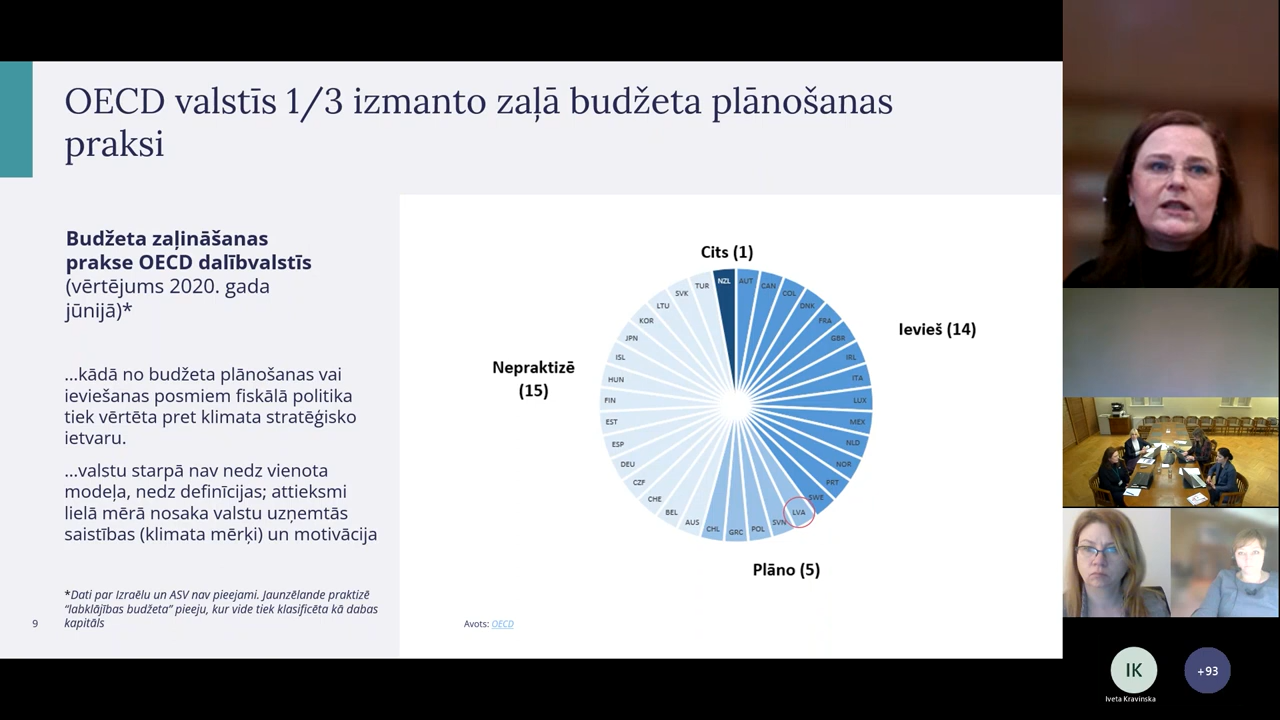 OECD valstīs 1/3 izmanto zaļā budžeta plānošanas
praksi
Budžeta zaļināšanas
prakse OECD dalībvalstīs
(vērtējums 2020. gada
jūnijā)*
...kādā no budžeta plānošanas vai
ieviešanas posmiem fiskālā politika
tiek vērtēta pret klimata stratēģisko
ietvaru.
...valstu starpā nav nedz vienota
modeļa, nedz definīcijas; attieksmi
lielā mērā nosaka valstu uzņemtās
saistības (klimata mērķi) un motivācija
*Dati par Izraēlu un ASV nav pieejami. Jaunzēlande praktizē
“labklājības budžeta” pieeju, kur vide tiek klasificēta kā dabas
kapitāls
9
Cits (1)
Ievieš (14)
Nepraktizē
(15)
Plāno (5)
NZL
AUT
CAN
COL
DNK
FRA
GBR
IRL
ITA
LUX
MEX
NLD
NOR
PRT
SWE
LVA
SVN
POL
GRC
CHL
AUS
BEL
CHE
CZE
DEU
ESP
EST
FIN
HUN
ISL
JPN
KOR
LTU
SVK
TUR
Avots: OECD
IK
+93
Iveta Kravinska